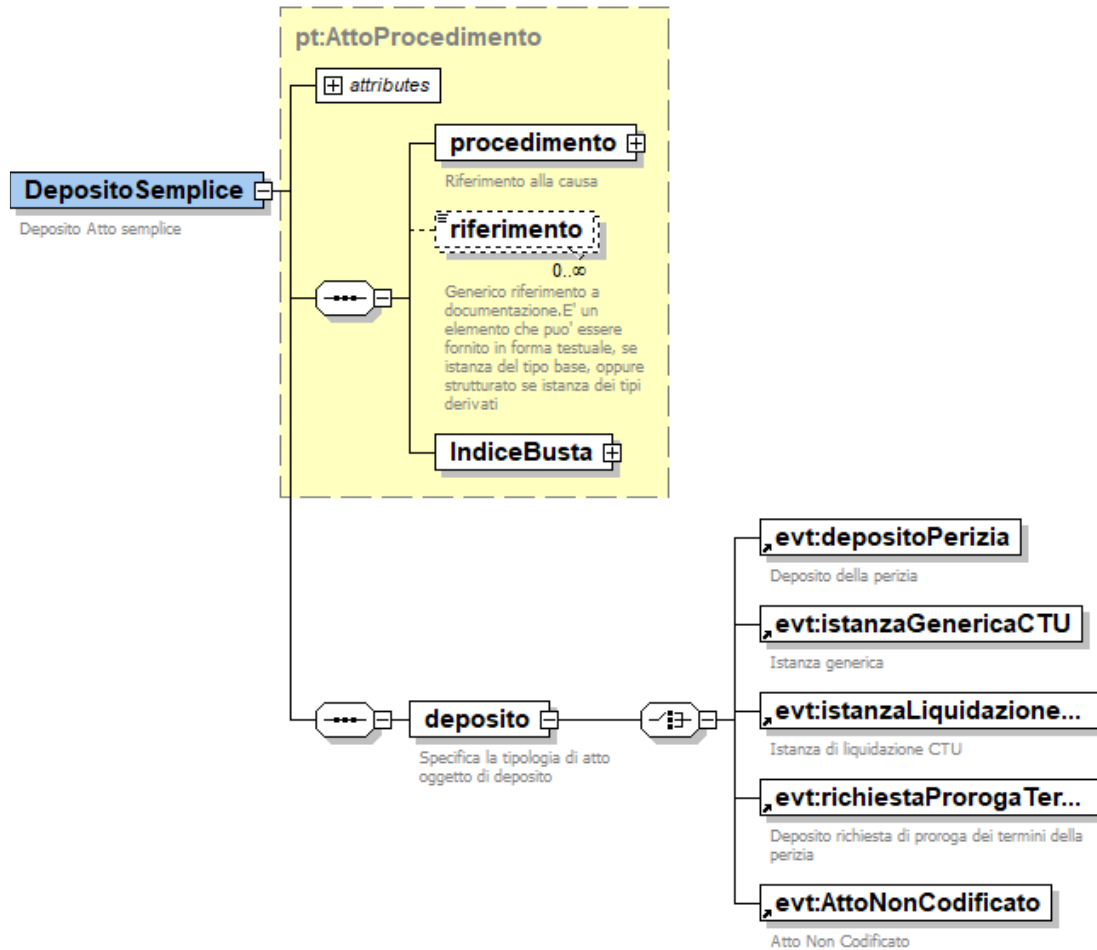 pt:AttoProcedimento
attributes
procedimento
Riferimento alla causa
DepositoSemplice
Deposito Atto semplice
riferimento
0..∞
Generico riferimento a
documentazione.E' un
elemento che puo' essere
fornito in forma testuale, se
istanza del tipo base, oppure
strutturato se istanza dei tipi
derivati
IndiceBusta
deposito
Specifica la tipologia di atto
oggetto di deposito
evt:depositoPerizia
Deposito della perizia
evt:istanzaGenericaCTU
Istanza generica
evt:istanzaLiquidazione...
Istanza di liquidazione CTU
evt:richiestaProrogaTer...
Deposito richiesta di proroga dei termini della
perizia
evt:AttoNonCodificato
Atto Non Codificato